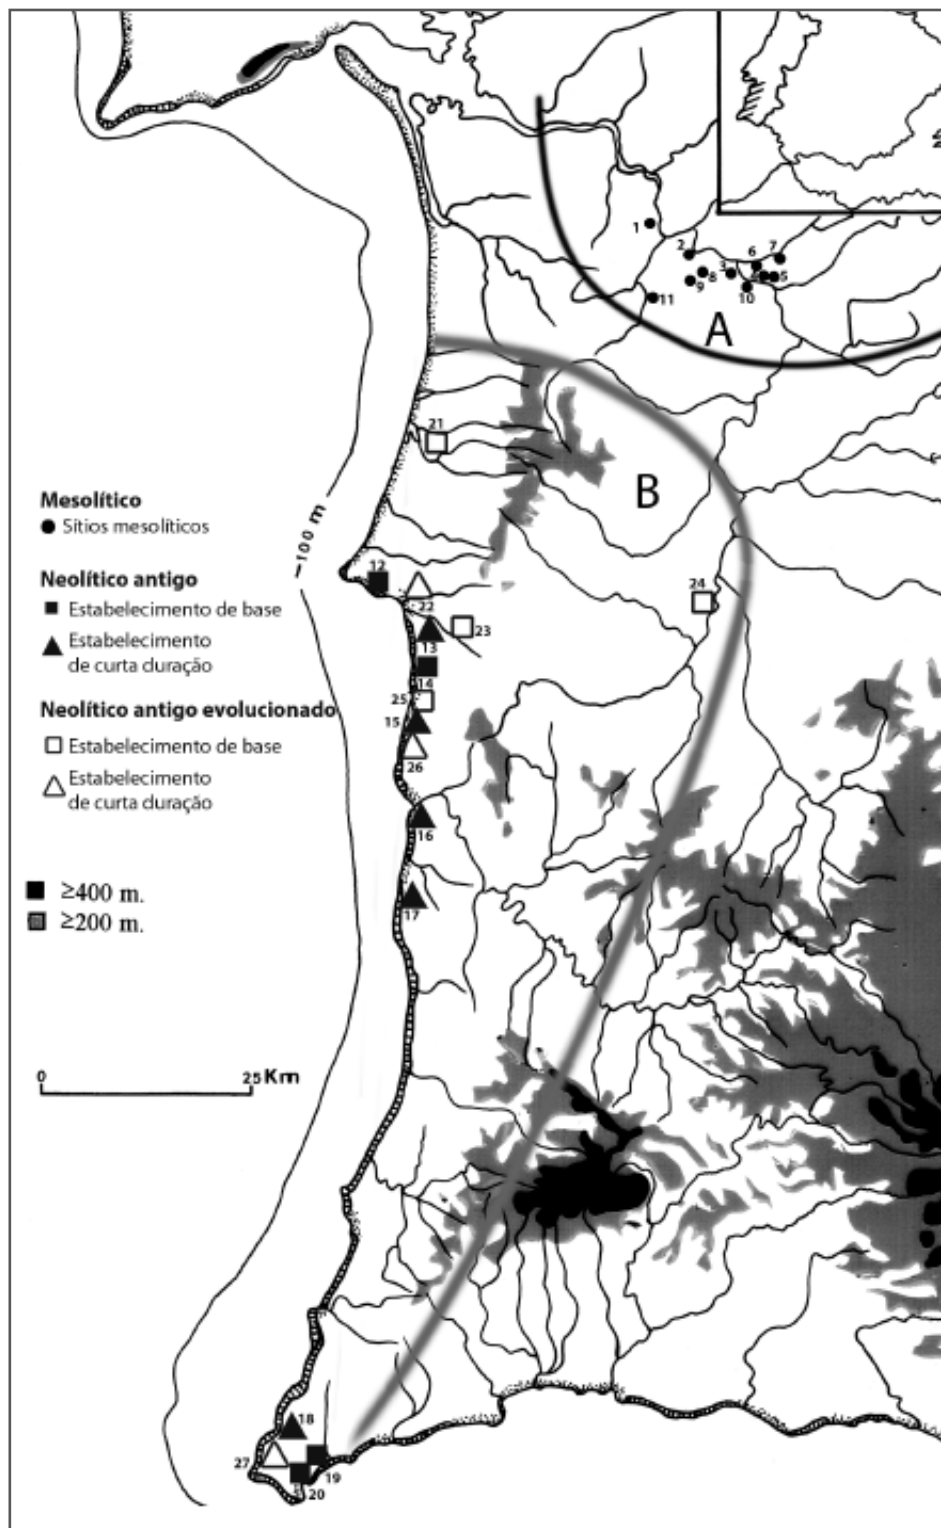 1
2
6
7
3
8
4
5
9
10
11
A
21
B
−100 m
Mesolítico
Sítios mesolíticos
Neolítico antigo
Estabelecimento de base
Estabelecimento
de curta duração
Neolítico antigo evolucionado
Estabelecimento de base
Estabelecimento
de curta duração
12
22
24
13
23
14
25
15
26
16
17
≥400 m.
≥200 m.
0
25 Km
18
27
19
20